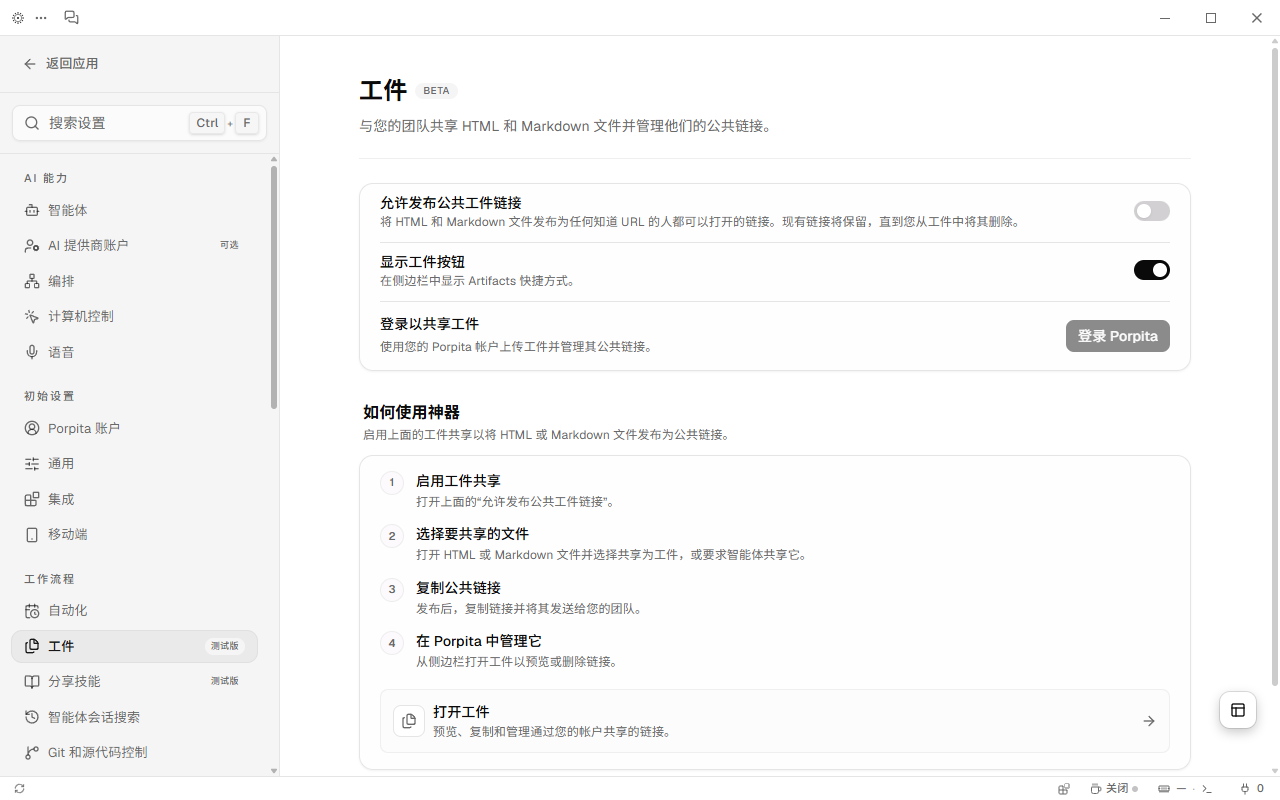 返回应用
搜索设置 Ctrl + F
AI 能力
智能体
AI 提供商账户 可选
编排
计算机控制
语音
初始设置
Porpita 账户
通用
集成
移动端
工作流程
自动化
工件 测试版
分享技能 测试版
智能体会话搜索
Git 和源代码控制
工件 BETA
与您的团队共享 HTML 和 Markdown 文件并管理他们的公共链接。
允许发布公共工件链接
将 HTML 和 Markdown 文件发布为任何知道 URL 的人都可以打开的链接。现有链接将保留，直到您从工件中将其删除。
显示工件按钮
在侧边栏中显示 Artifacts 快捷方式。
登录以共享工件
使用您的 Porpita 帐户上传工件并管理其公共链接。
登录 Porpita
如何使用神器
启用上面的工件共享以将 HTML 或 Markdown 文件发布为公共链接。
1 启用工件共享
打开上面的“允许发布公共工件链接”。
2 选择要共享的文件
打开 HTML 或 Markdown 文件并选择共享为工件，或要求智能体共享它。
3 复制公共链接
发布后，复制链接并将其发送给您的团队。
4 在 Porpita 中管理它
从侧边栏打开工件以预览或删除链接。
打开工件
预览、复制和管理通过您的帐户共享的链接。
关闭 0